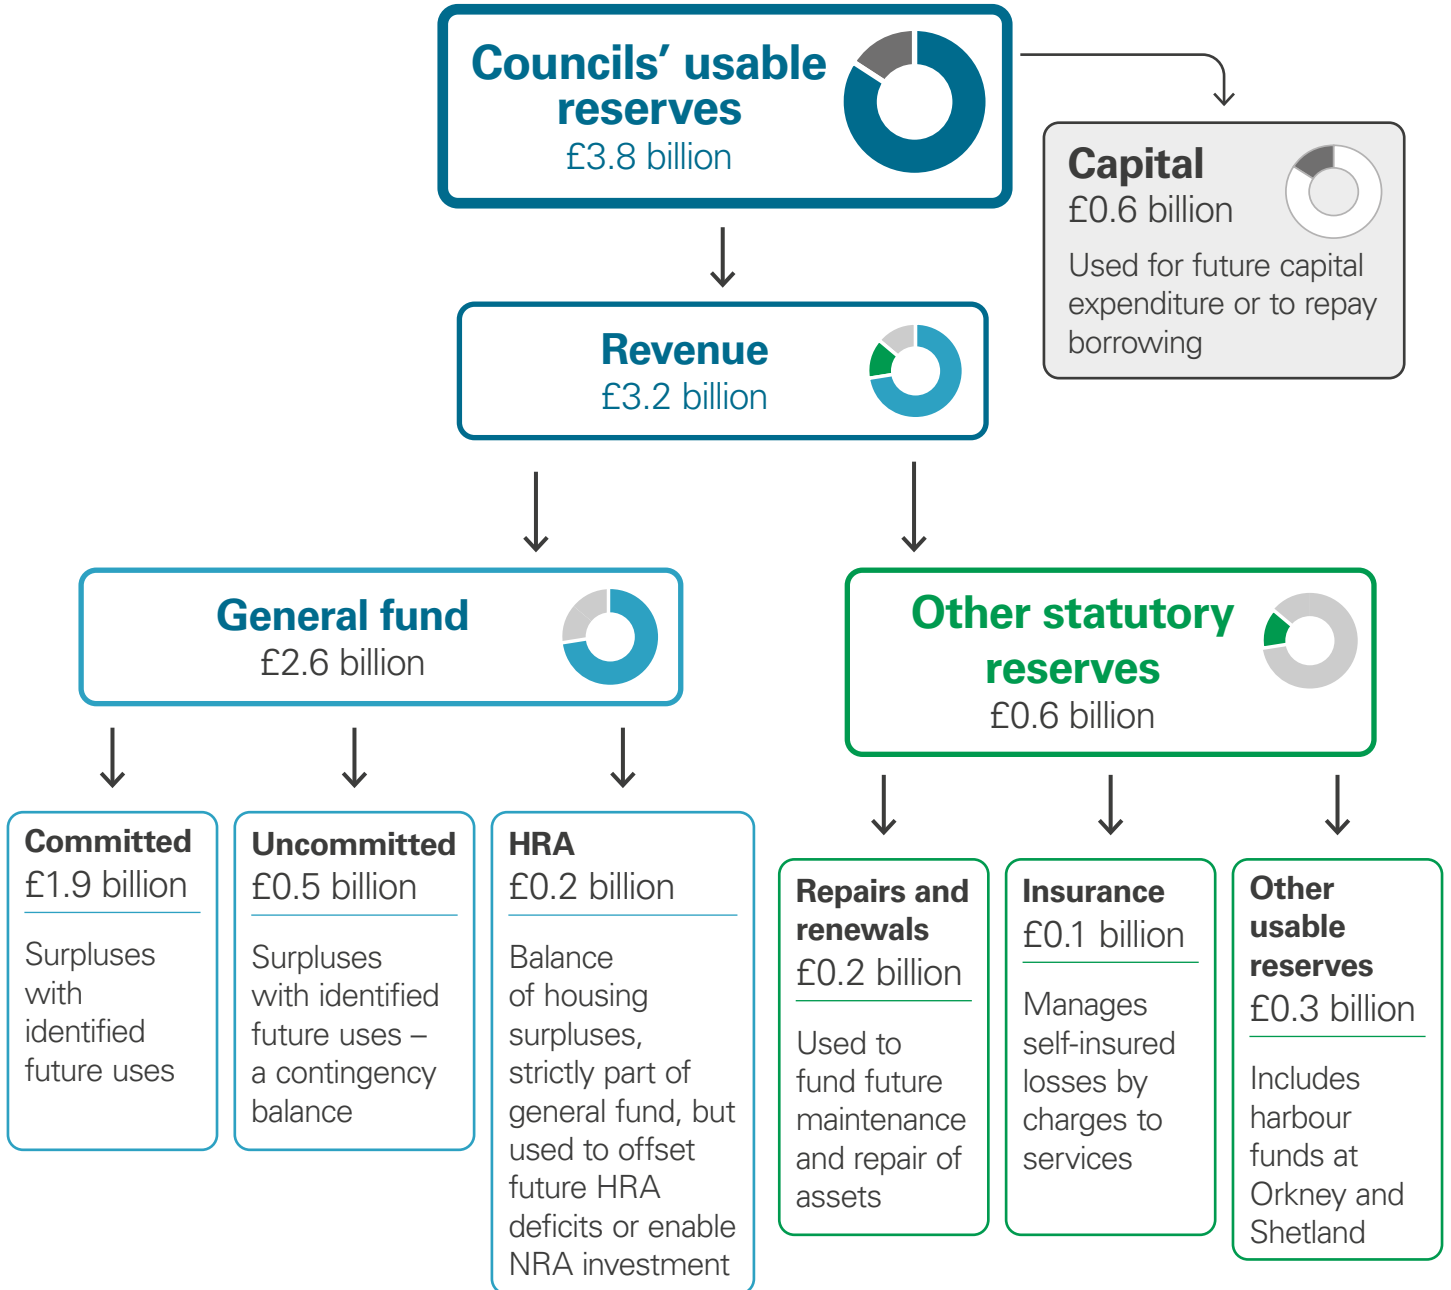 Councils’ usable
reserves
£3.8 billion
Capital
£0.6 billion
Used for future capital
expenditure or to repay
borrowing
Revenue
£3.2 billion
General fund
£2.6 billion
Other statutory
reserves
£0.6 billion
Committed
£1.9 billion
Surpluses
with
identified
future uses
Uncommitted
£0.5 billion
Surpluses
with identified
future uses –
a contingency
balance
HRA
£0.2 billion
Balance
of housing
surpluses,
strictly part of
general fund, but
used to offset
future HRA
deficits or enable
NRA investment
Repairs and
renewals
£0.2 billion
Used to
fund future
maintenance
and repair of
assets
Insurance
£0.1 billion
Manages
self-insured
losses by
charges to
services
Other
usable
reserves
£0.3 billion
Includes
harbour
funds at
Orkney and
Shetland